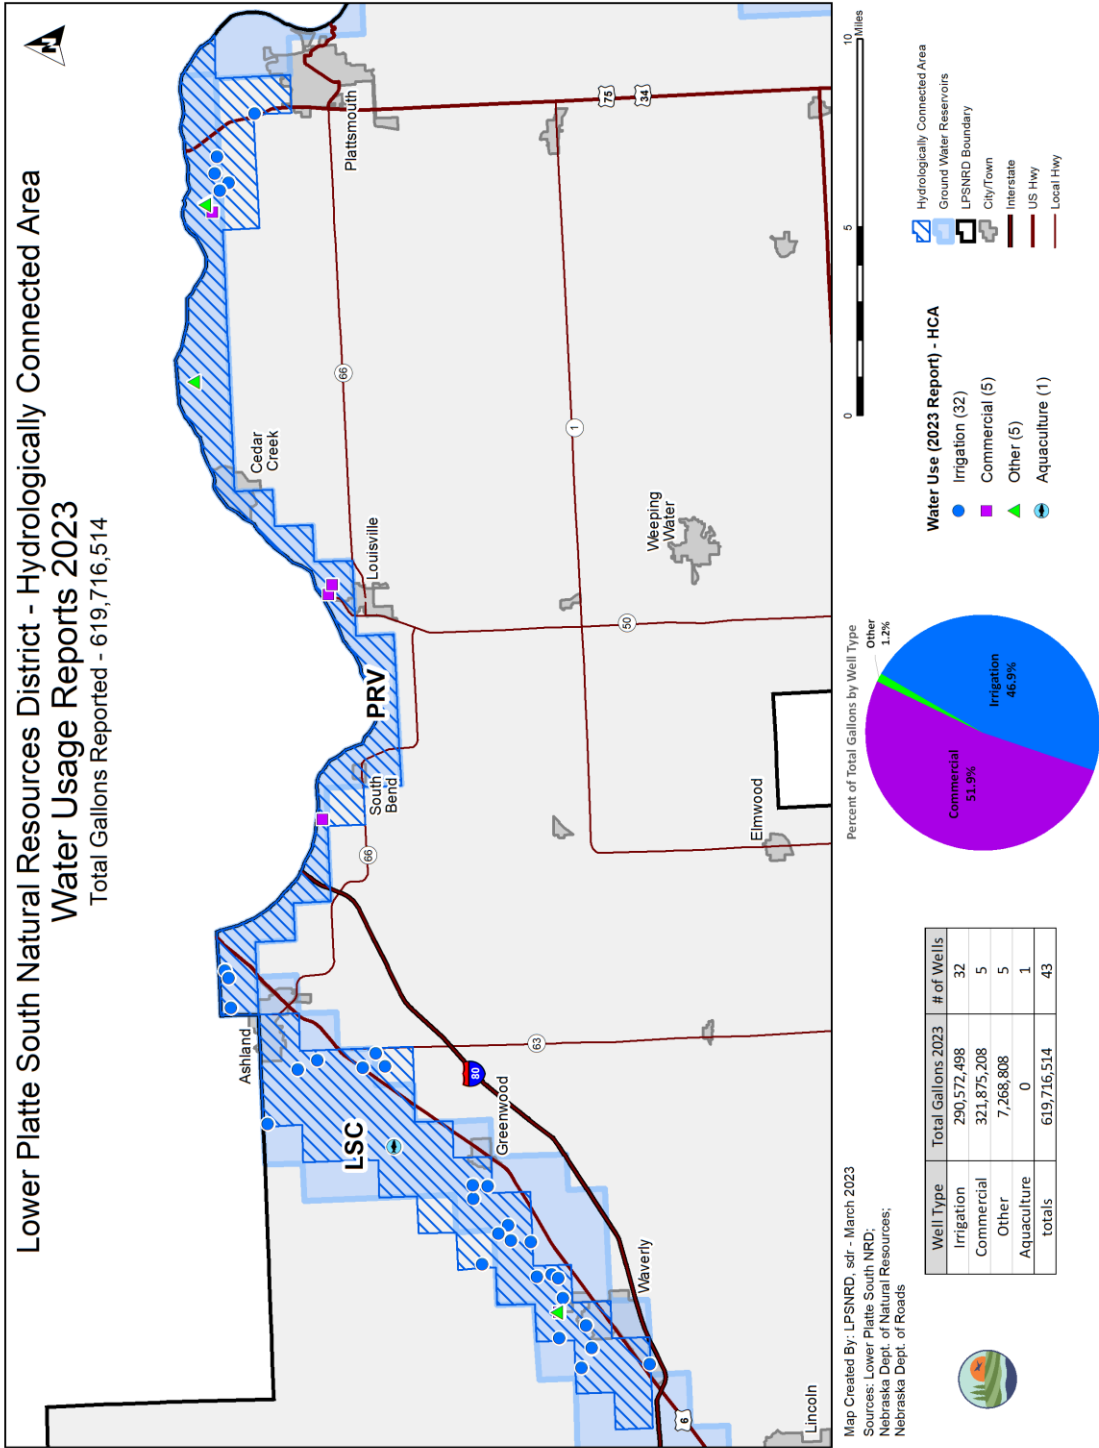 Lower Platte South Natural Resources District - Hydrologically Connected Area
Water Usage Reports 2023
Total Gallons Reported - 619,716,514
N
Ashland
LSC
Greenwood
Waverly
Lincoln
6
80
63
66
South
Bend
PRV
Elmwood
Louisville
50
Weeping
Water
Cedar
Creek
66
1
Plattsmouth
75
34
Map Created By: LPSNRD, sdr - March 2023
Sources: Lower Platte South NRD;
Nebraska Dept. of Natural Resources;
Nebraska Dept. of Roads
Well Type Total Gallons 2023 # of Wells
Irrigation 290,572,498 32
Commercial 321,875,208 5
Other 7,268,808 5
Aquaculture 0 1
totals 619,716,514 43
Percent of Total Gallons by Well Type
Other
1.2%
Commercial
51.9%
Irrigation
46.9%
0 5 10
Miles
Water Use (2023 Report) - HCA
Irrigation (32)
Commercial (5)
Other (5)
Aquaculture (1)
Hydrologically Connected Area
Ground Water Reservoirs
LPSNRD Boundary
City/Town
Interstate
US Hwy
Local Hwy